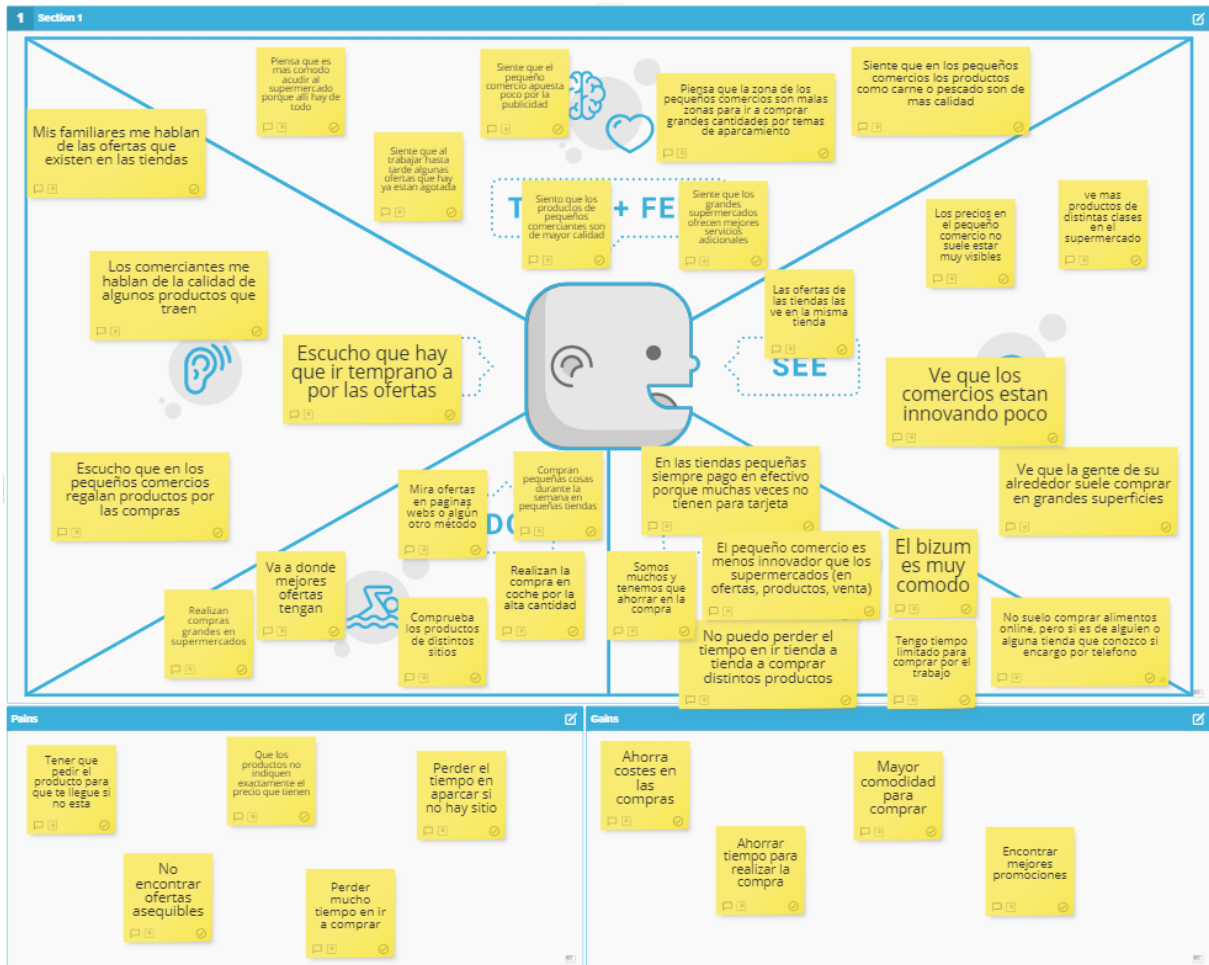 1 Section 1
Piensa que es
mas comodo
acudir al
supermercado
porque alli hay de
todo
Siente que el
pequeño
comercio apuesta
poco por la
publicidad
Piensa que la zona de los
pequeños comercios son malas
zonas para ir a comprar
grandes cantidades por temas
de aparcamiento
Siente que en los pequeños
comercios los productos
como carne o pescado son de
mas calidad
Mis familiares me hablan
de las ofertas que
existen en las tiendas
Siente que al
trabajar hasta
tarde algunas
ofertas que hay
ya estan agotada
T
+ FE
Siento que los
productos de
pequeños
comerciantes son
de mayor calidad
Siente que los
grandes
supermercados
ofrecen mejores
servicios
adicionales
Los precios en
el pequeño
comercio no
suele estar
muy visibles
ve mas
productos de
distintas clases
en el
supermercado
Los comerciantes me
hablan de la calidad de
algunos productos que
traen
Las ofertas de
las tiendas las
ve en la misma
tienda
Escucho que hay
que ir temprano a
por las ofertas
SEE
Ve que los
comercios estan
innovando poco
Escucho que en los
pequeños comercios
regalan productos por
las compras
Mira ofertas
en paginas
webs o algún
otro método
Compran
pequeñas cosas
durante la
semana en
pequeñas tiendas
DO
En las tiendas pequeñas
siempre pago en efectivo
porque muchas veces no
tienen para tarjeta
Ve que la gente de su
alrededor suele comprar
en grandes superficies
Va a donde
mejores
ofertas
tengan
Realizan
compras
grandes en
supermercados
Comprueba
los productos
de distintos
sitios
Realizan la
compra en
coche por la
alta cantidad
Somos
muchos y
tenemos que
ahorrar en la
compra
El pequeño comercio es
menos innovador que los
supermercados (en
ofertas, productos, venta)
El bizum
es muy
comodo
No puedo perder el
tiempo en ir tienda a
tienda a comprar
distintos productos
Tengo tiempo
limitado para
comprar por el
trabajo
No suelo comprar alimentos
online, pero si es de alguien o
alguna tienda que conozco si
encargo por telefono
Pains
Tener que
pedir el
producto para
que te llegue si
no esta
Que los
productos no
indiquen
exactamente el
precio que tienen
Perder el
tiempo en
aparcar si
no hay sitio
No
encontrar
ofertas
asequibles
Perder
mucho
tiempo en ir
a comprar
Gains
Ahorra
costes en
las
compras
Mayor
comodidad
para
comprar
Ahorrar
tiempo para
realizar la
compra
Encontrar
mejores
promociones